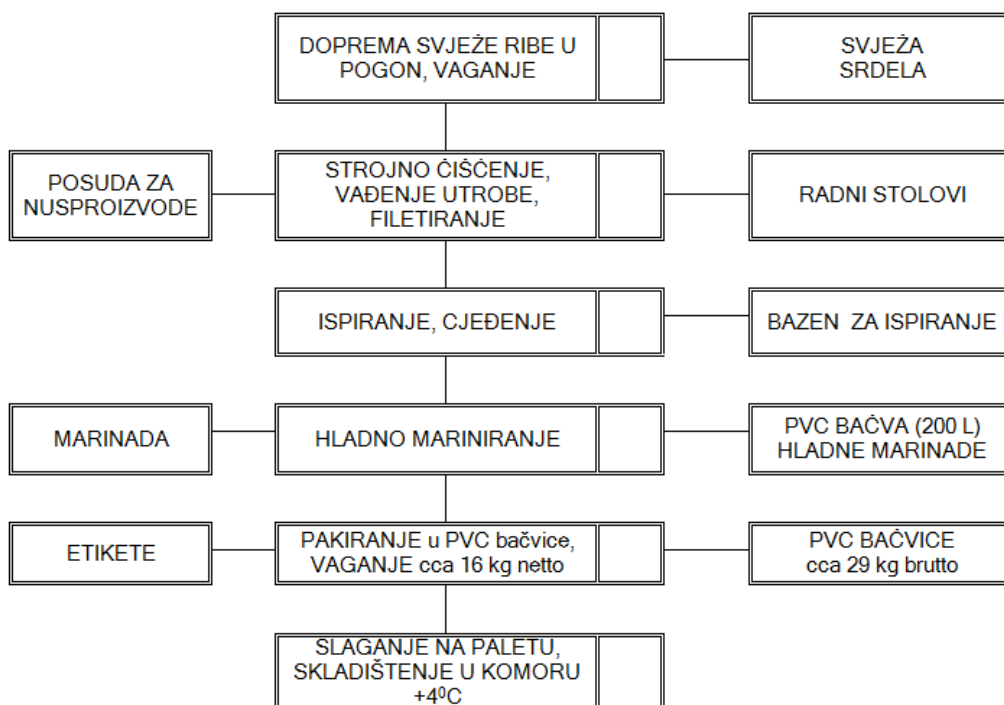 DOPREMA SVJEŽE RIBE U
POGON, VAGANJE
SVJEŽA
SRDELA
POSUDA ZA
NUSPROIZVODE
STROJNO ČIŠĆENJE,
VAĐENJE UTROBE,
FILETIRANJE
RADNI STOLOVI
ISPIRANJE, CJEĐENJE
BAZEN ZA ISPIRANJE
MARINADA
HLADNO MARINIRANJE
PVC BAČVA (200 L)
HLADNE MARINADE
ETIKETE
PAKIRANJE u PVC bačvice,
VAGANJE cca 16 kg netto
PVC BAČVICE
cca 29 kg brutto
SLAGANJE NA PALETU,
SKLADIŠTENJE U KOMORU
+4⁰C